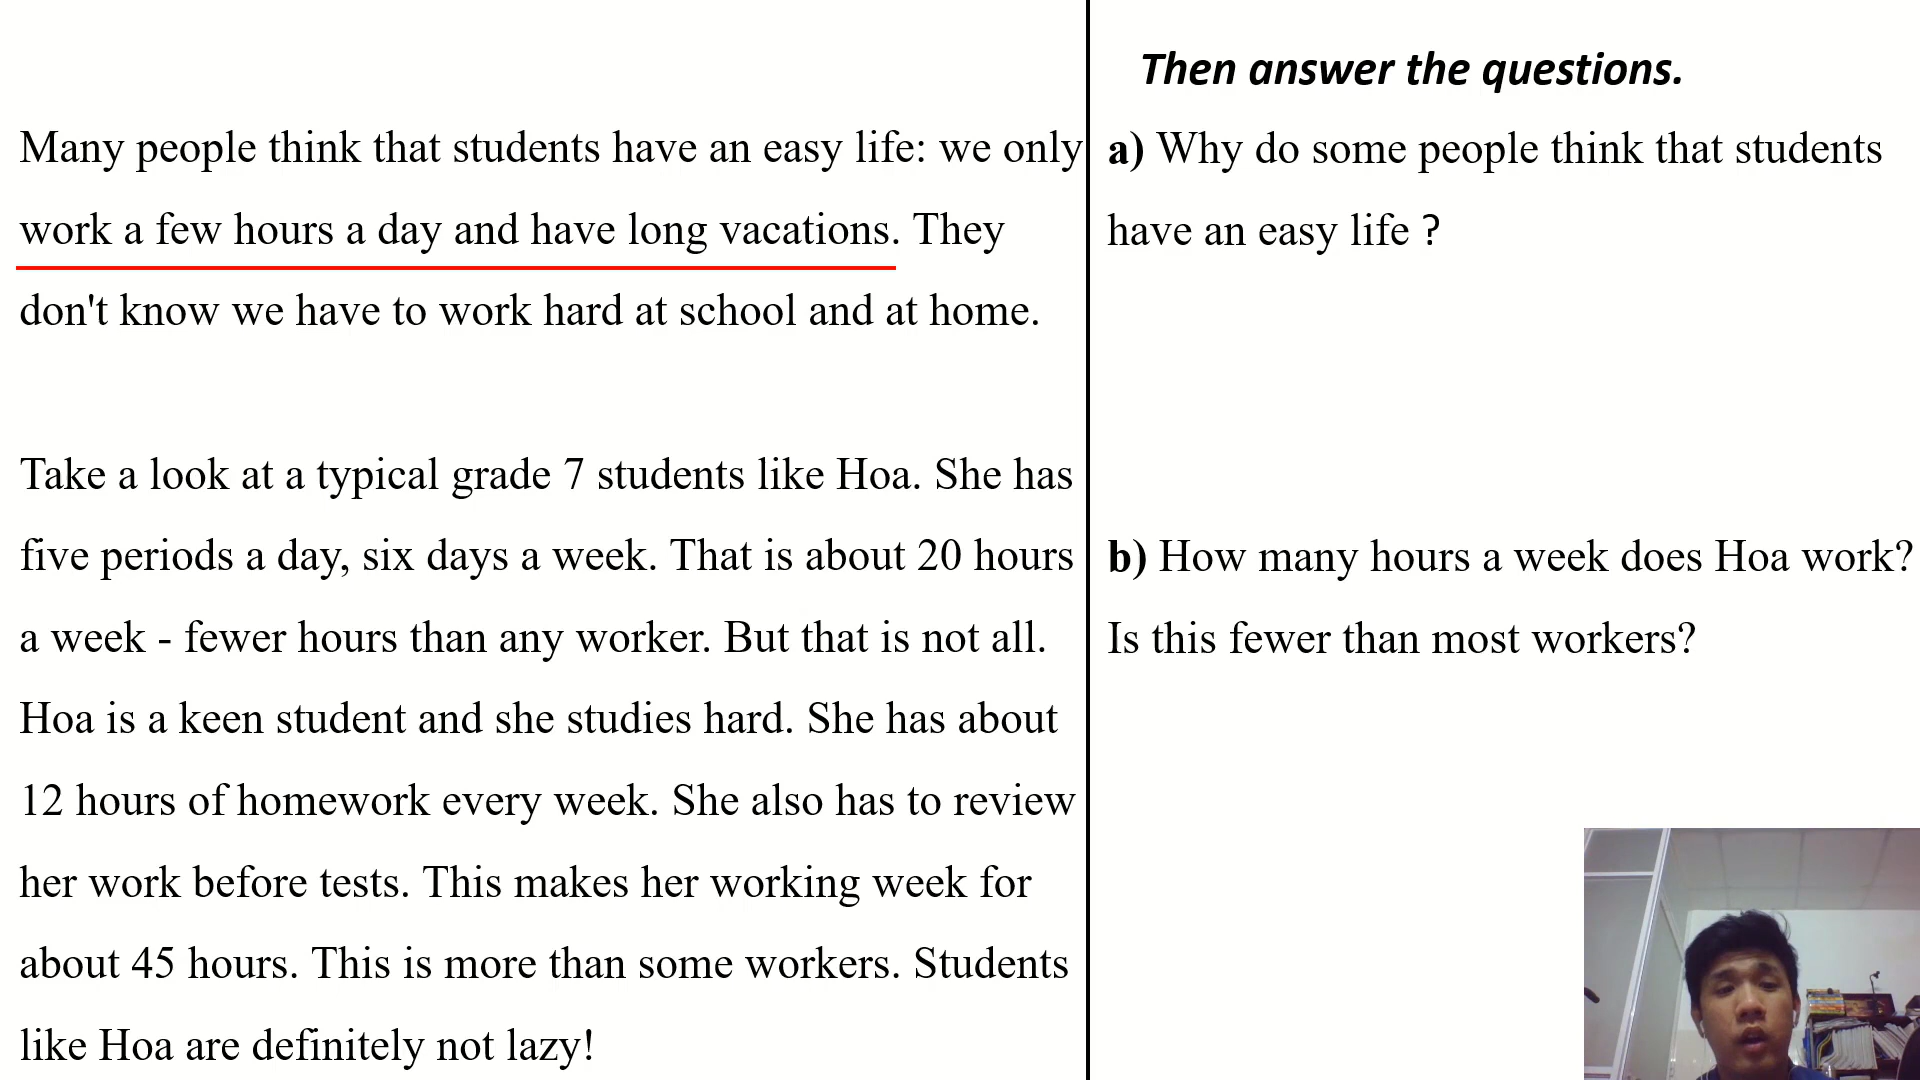 Many people think that students have an easy life: we only
work a few hours a day and have long vacations. They
don't know we have to work hard at school and at home.
Take a look at a typical grade 7 students like Hoa. She has
five periods a day, six days a week. That is about 20 hours
a week - fewer hours than any worker. But that is not all.
Hoa is a keen student and she studies hard. She has about
12 hours of homework every week. She also has to review
her work before tests. This makes her working week for
about 45 hours. This is more than some workers. Students
like Hoa are definitely not lazy!
Then answer the questions.
a) Why do some people think that students
have an easy life ?
b) How many hours a week does Hoa work?
Is this fewer than most workers?